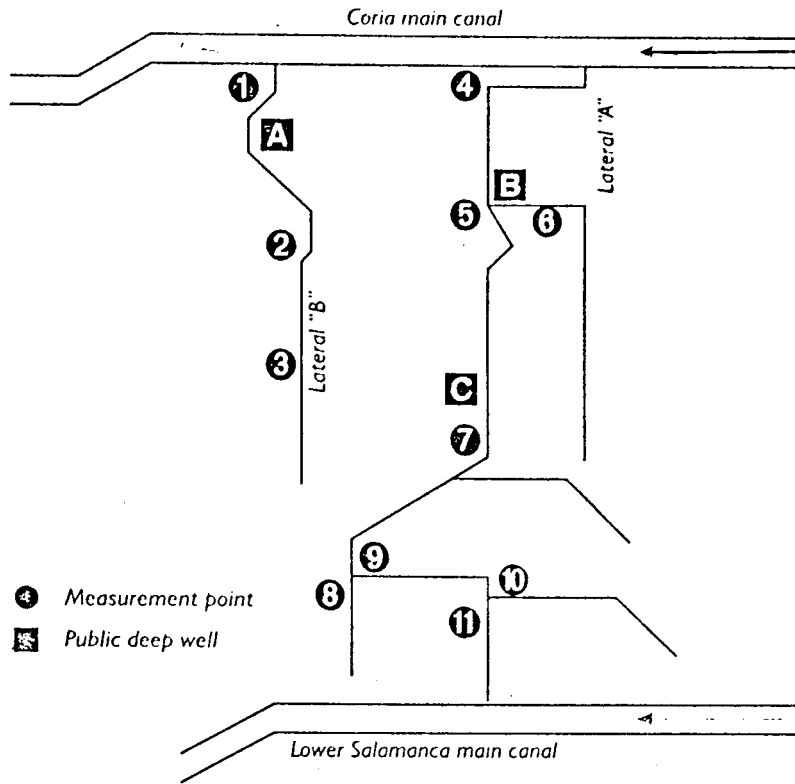 Coria main canal
1
4
A
Lateral "A"
B
5
6
2
Lateral "B"
3
C
7
9
8
10
11
4 Measurement point
Public deep well
Lower Salamanca main canal